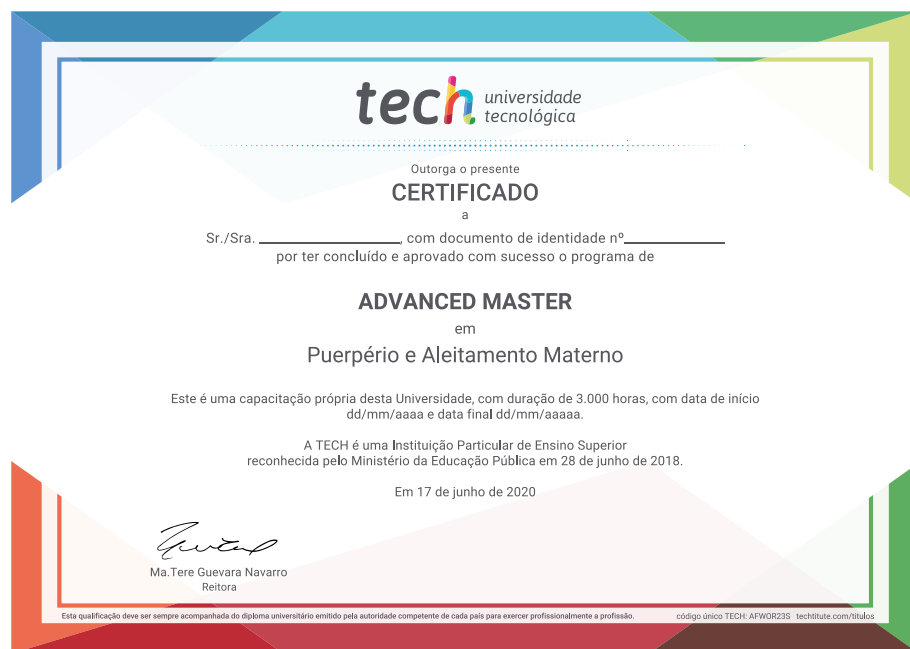 tech universidade
tecnológica
Outorga o presente
CERTIFICADO
a
Sr./Sra. ____________________, com documento de identidade nº______________
por ter concluído e aprovado com sucesso o programa de
ADVANCED MASTER
em
Puerpério e Aleitamento Materno
Este é uma capacitação própria desta Universidade, com duração de 3.000 horas, com data de início
dd/mm/aaaa e data final dd/mm/aaaaa.
A TECH é uma Instituição Particular de Ensino Superior
reconhecida pelo Ministério da Educação Pública em 28 de junho de 2018.
Em 17 de junho de 2020
Ma.Tere Guevara Navarro
Reitora
Esta qualificação deve ser sempre acompanhada do diploma universitário emitido pela autoridade competente de cada país para exercer profissionalmente a profissão. código único TECH: AFWOR23S techtitute.com/titulos